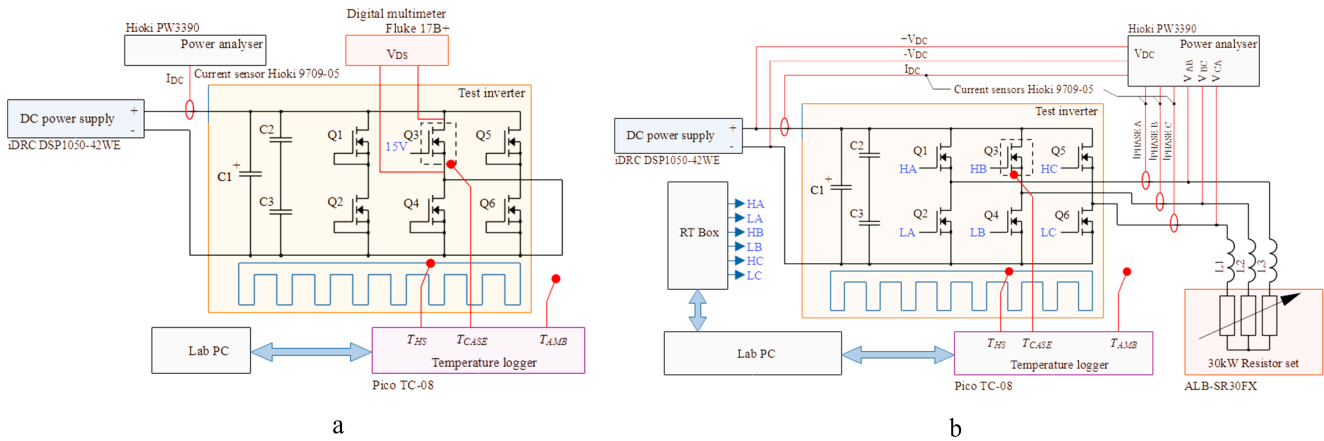 Digital multimeter
Fluke 17B+
VDS
Hioki PW3390
Power analyser
IDC
Current sensor Hioki 9709-05
Test inverter
DC power supply
+
-
iDRC DSP1050-42WE
C1
+
C2
C3
Q1
Q3
Q5
15V
Q2
Q4
Q6
THS
TCASE
TAMB
Temperature logger
Pico TC-08
Lab PC
a
Hioki PW3390
Power analyser
VDC
VAB
VBC
VCA
+VDC
-VDC
IDC
Current sensors Hioki 9709-05
IPHASE A
IPHASE B
IPHASE C
Test inverter
DC power supply
+
-
iDRC DSP1050-42WE
C1
+
C2
C3
Q1
Q3
Q5
HA
HB
HC
Q2
Q4
Q6
LA
LB
LC
RT Box
HA
LA
HB
LB
HC
LC
L1
L2
L3
30kW Resistor set
ALB-SR30FX
THS
TCASE
TAMB
Temperature logger
Pico TC-08
Lab PC
b